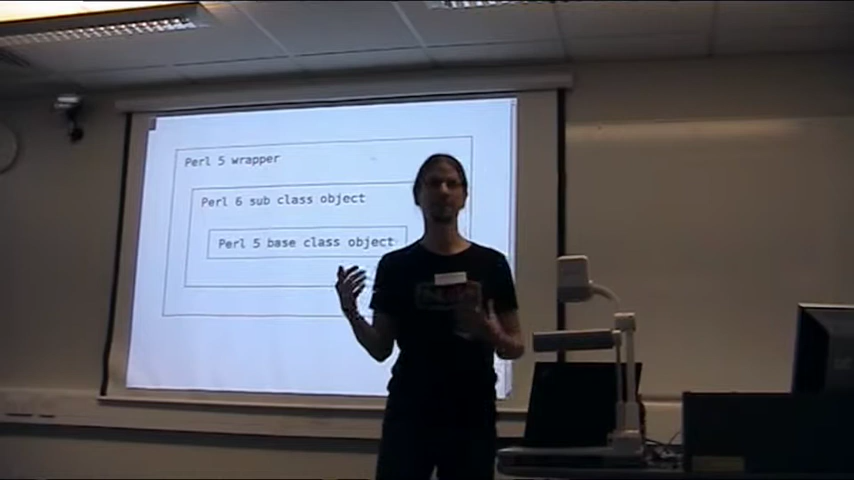 Perl 5 wrapper
Perl 6 sub class object
Perl 5 base class object